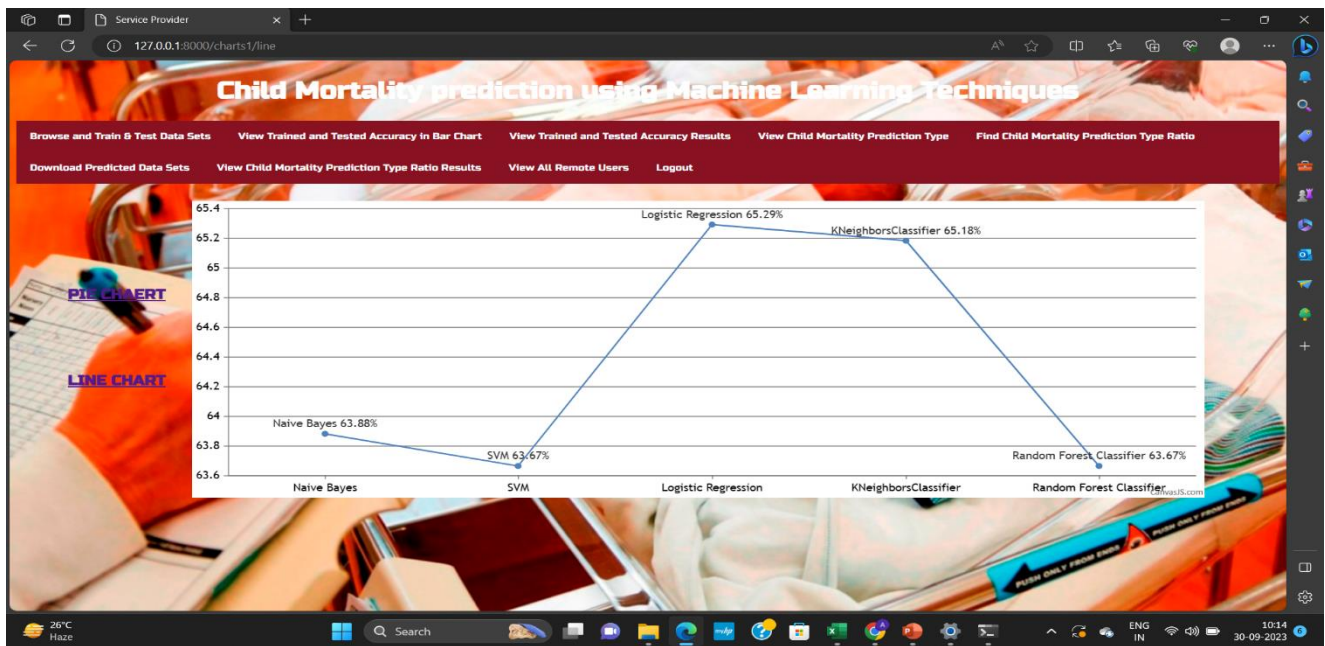 Service Provider
127.0.0.1:8000/charts1/line
Child Mortality prediction using Machine Learning Techniques
Browse and Train & Test Data Sets View Trained and Tested Accuracy in Bar Chart View Trained and Tested Accuracy Results View Child Mortality Prediction Type Find Child Mortality Prediction Type Ratio
Download Predicted Data Sets View Child Mortality Prediction Type Ratio Results View All Remote Users Logout
PIE CHAERT
LINE CHART
65.4
65.2
65
64.8
64.6
64.4
64.2
64
63.8
63.6
Naive Bayes 63.88%
SVM 63.67%
Logistic Regression 65.29%
KNeighborsClassifier 65.18%
Random Forest Classifier 63.67%
Naive Bayes SVM Logistic Regression KNeighborsClassifier Random Forest Classifier
CanvasJS.com
PUSH ONLY FROM ENDS
PUSH ONLY FROM ENDS
26°C
Haze
Search
ENG
IN
10:14
30-09-2023
6